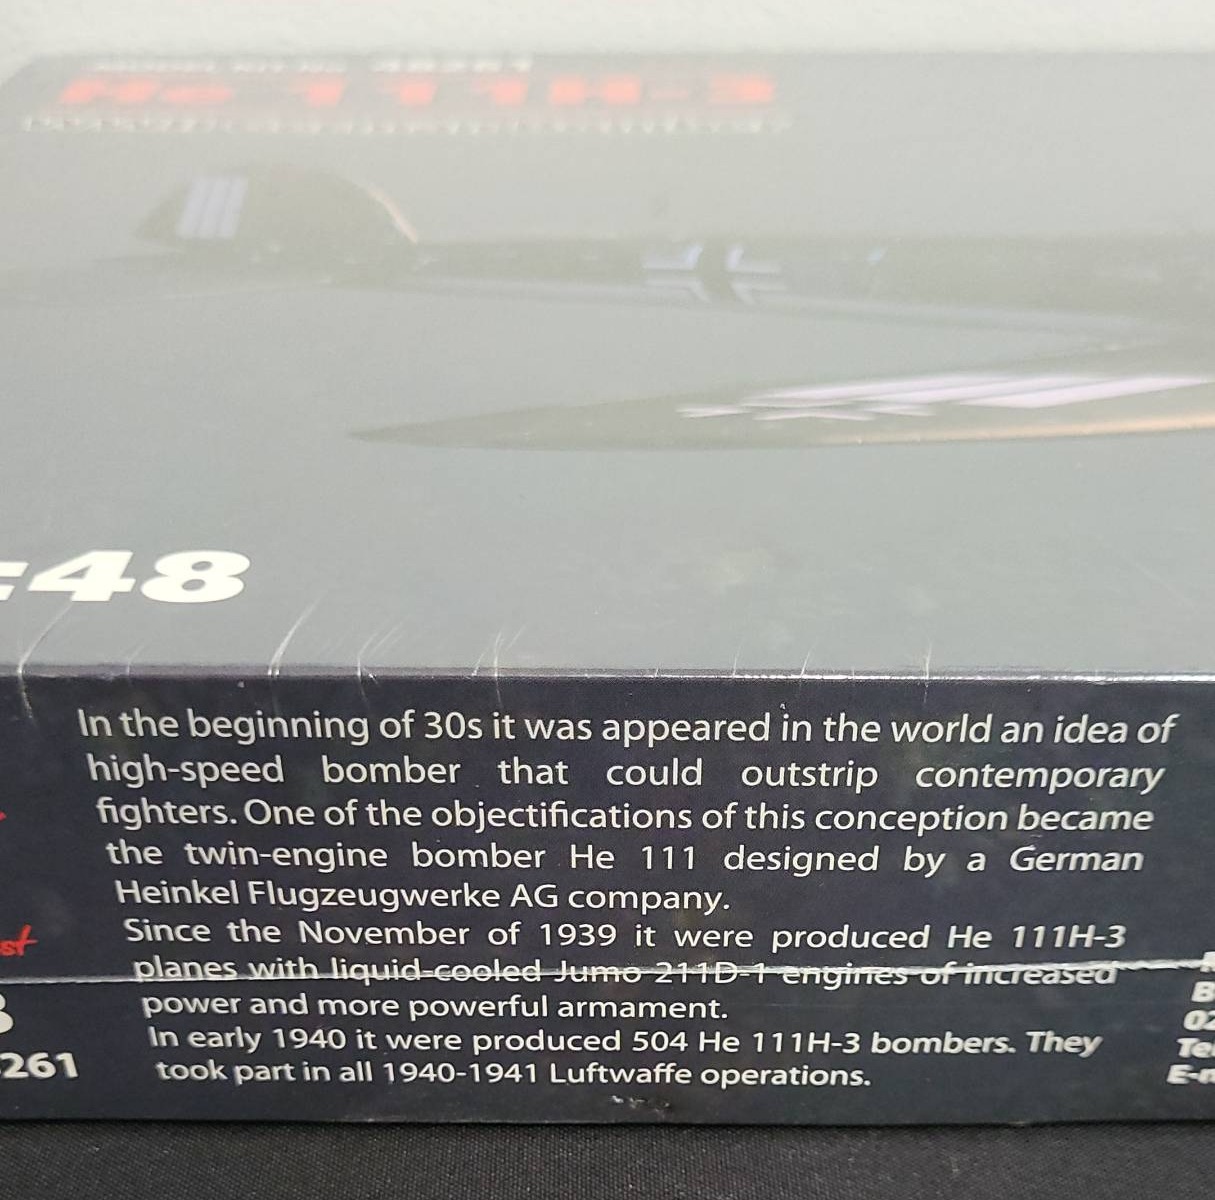 He 111H-3
:48
In the beginning of 30s it was appeared in the world an idea of
high-speed bomber that could outstrip contemporary
fighters. One of the objectifications of this conception became
the twin-engine bomber He 111 designed by a German
Heinkel Flugzeugwerke AG company.
Since the November of 1939 it were produced He 111H-3
planes with liquid-cooled Jumo 211D-1 engines of increased
power and more powerful armament.
In early 1940 it were produced 504 He 111H-3 bombers. They
took part in all 1940-1941 Luftwaffe operations.
st
3
261
B
02
Te
E-m